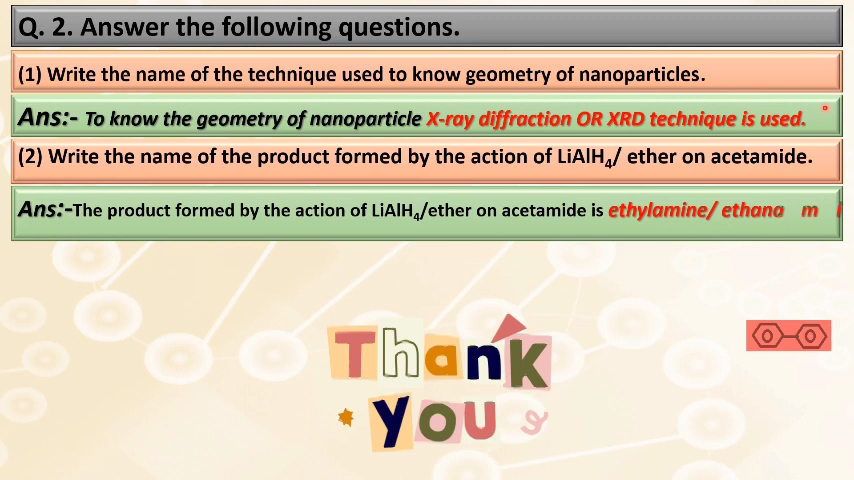 Q. 2. Answer the following questions.
(1) Write the name of the technique used to know geometry of nanoparticles.
Ans:- To know the geometry of nanoparticle X-ray diffraction OR XRD technique is used.
(2) Write the name of the product formed by the action of LiAlH₄/ ether on acetamide.
Ans:-The product formed by the action of LiAlH₄/ether on acetamide is ethylamine/ ethana m
Thank
you